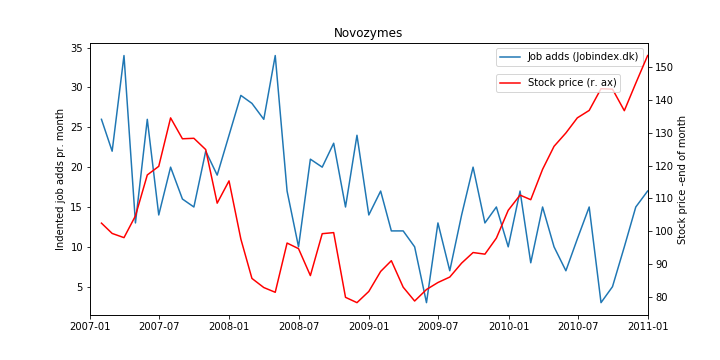 Novozymes
Job adds (Jobindex.dk)
Stock price (r. ax)
Indented job adds pr. month
35
30
25
20
15
10
5
Stock price -end of month
150
140
130
120
110
100
90
80
2007-01 2007-07 2008-01 2008-07 2009-01 2009-07 2010-01 2010-07 2011-01